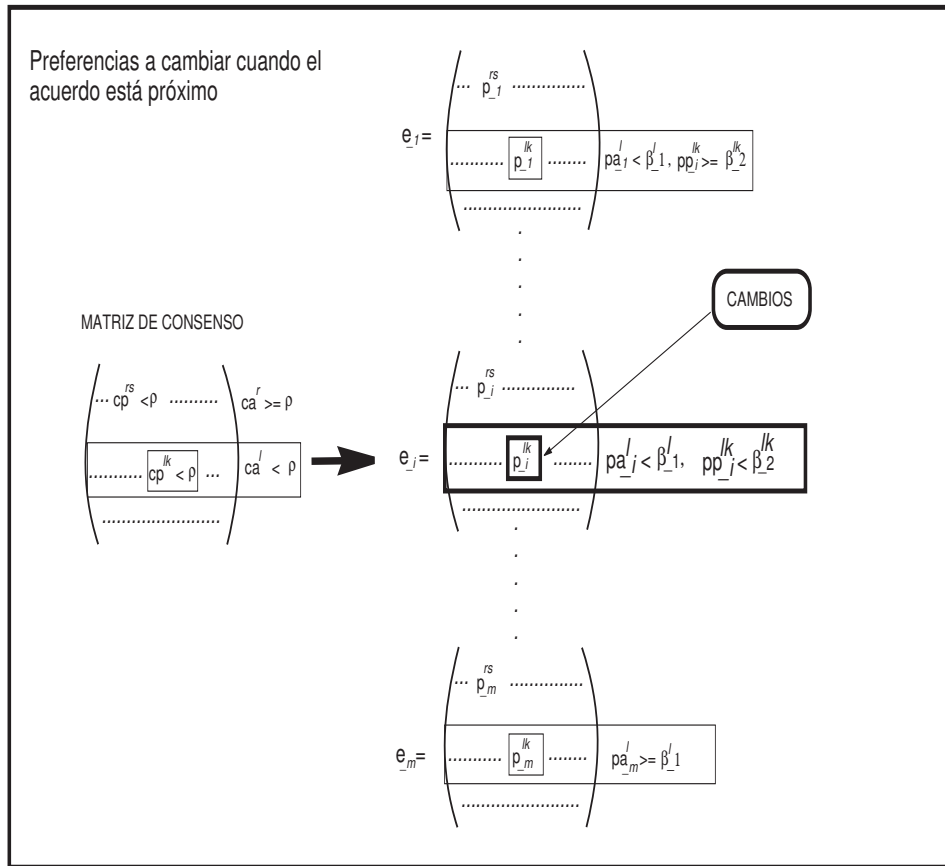 Preferencias a cambiar cuando el
acuerdo está próximo
... p_1^rs ...............
e_1=
........... p_1^lk ........ pa_1^l < β_1^l, pp_i^lk >= β_2^lk
........................
CAMBIOS
MATRIZ DE CONSENSO
... cp^rs <ρ .......... ca^r >= ρ
........... cp^lk < ρ ... ca^l < ρ
........................
... p_i^rs ...............
e_i=
........... p_i^lk ........ pa_i^l < β_1^l, pp_i^lk < β_2^lk
........................
... p_m^rs ...............
e_m=
........... p_m^lk ........ pa_m^l >= β_1^l
........................